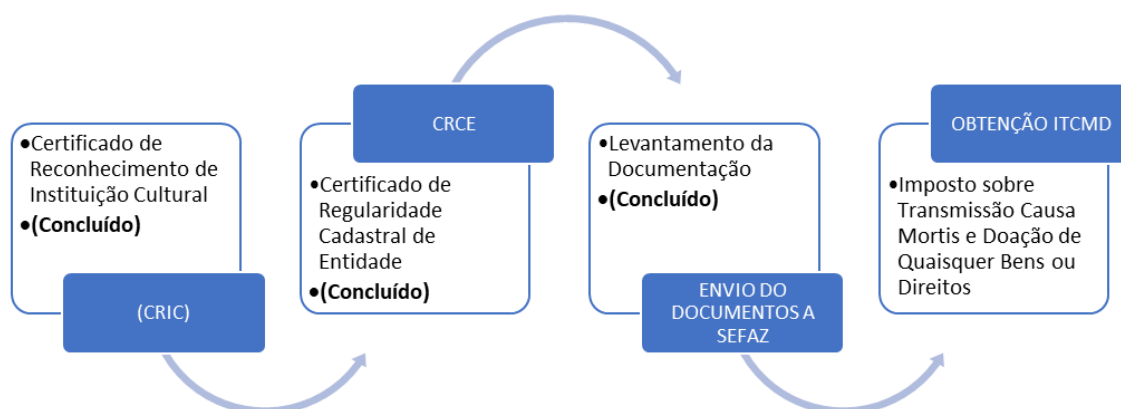 •Certificado de
Reconhecimento de
Instituição Cultural
•(Concluído)
(CRIC)
CRCE
•Certificado de
Regularidade
Cadastral de
Entidade
•(Concluído)
•Levantamento da
Documentação
•(Concluído)
ENVIO DO
DOCUMENTOS A
SEFAZ
OBTENÇÃO ITCMD
•Imposto sobre
Transmissão Causa
Mortis e Doação de
Quaisquer Bens ou
Direitos